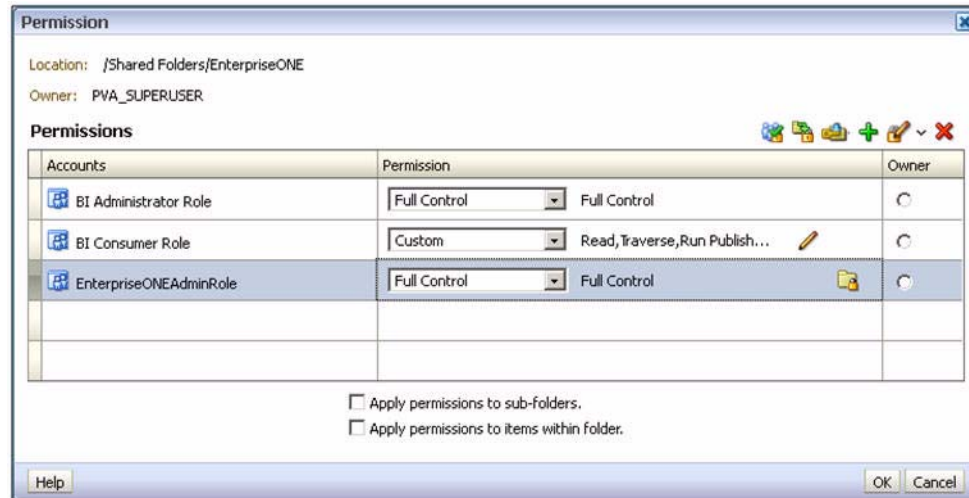 Permission
Location: /Shared Folders/EnterpriseONE
Owner: PVA_SUPERUSER
Permissions
Accounts Permission Owner
BI Administrator Role Full Control Full Control
BI Consumer Role Custom Read,Traverse,Run Publish...
EnterpriseONEAdminRole Full Control Full Control
Apply permissions to sub-folders.
Apply permissions to items within folder.
Help OK Cancel